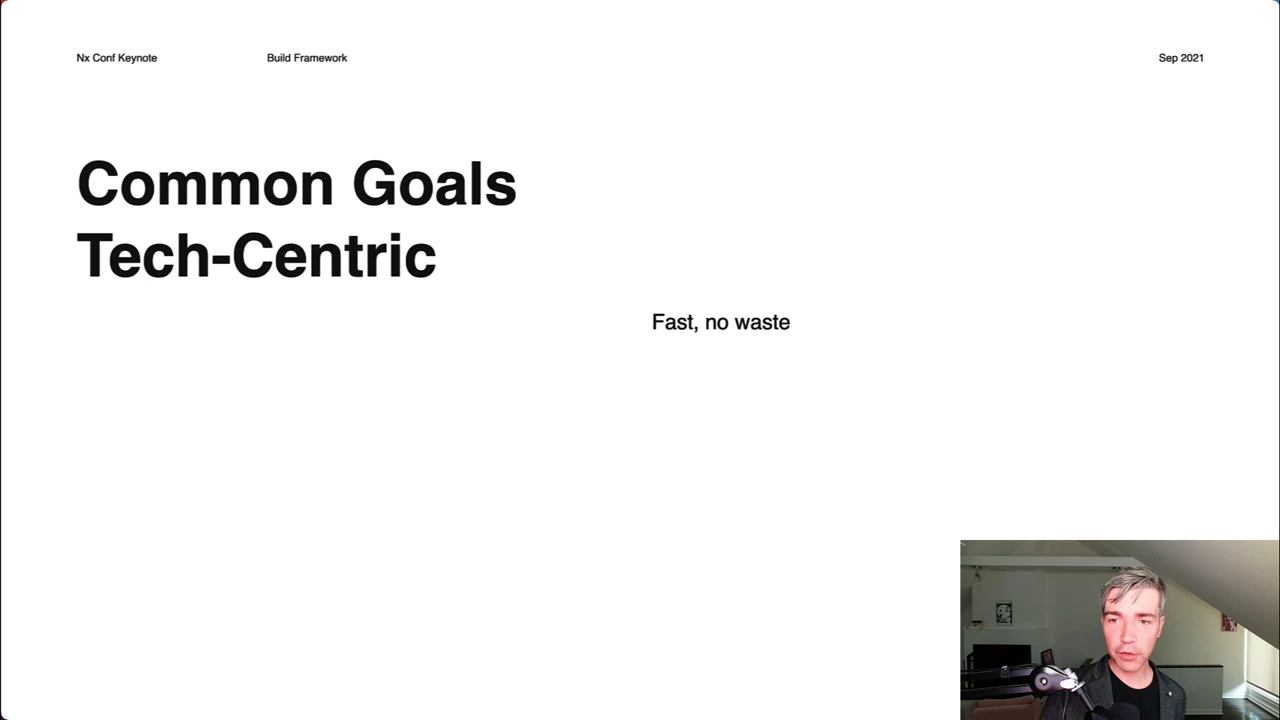 Nx Conf Keynote
Build Framework
Sep 2021
Common Goals
Tech-Centric
Fast, no waste